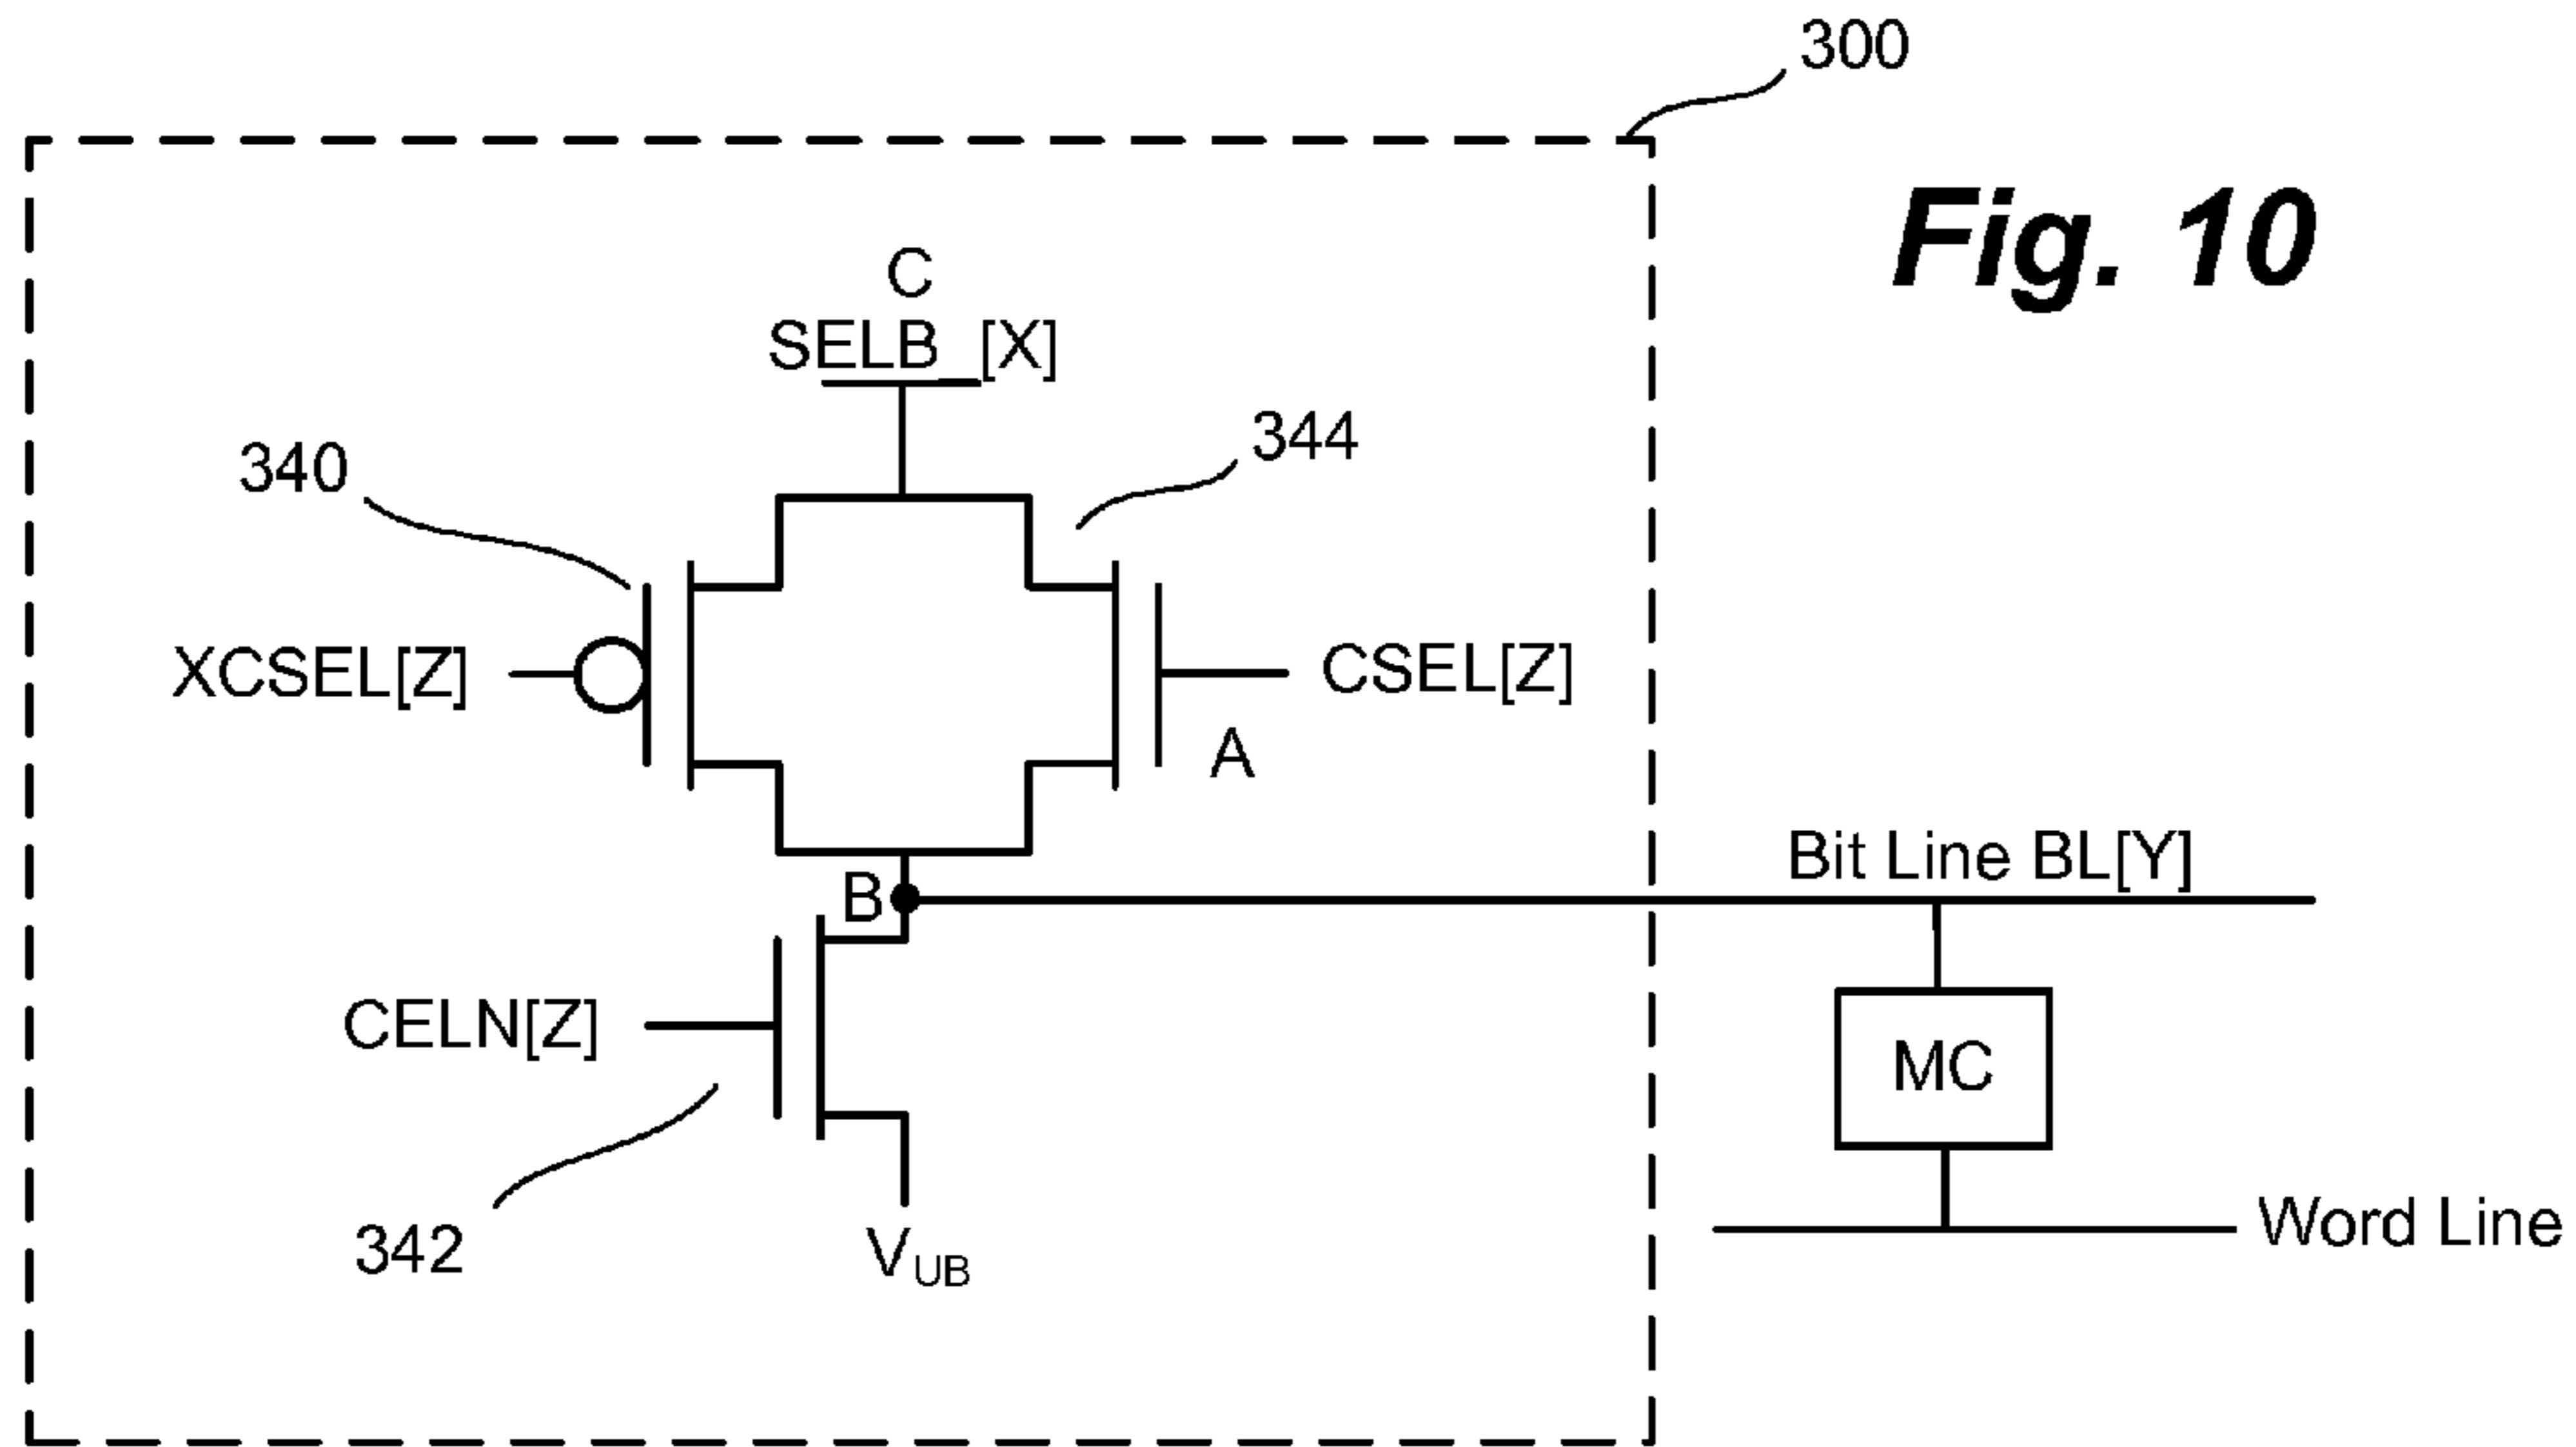 300
Fig. 10
C
SELB_[X]
340
344
XCSEL[Z]
CSEL[Z]
A
Bit Line BL[Y]
B
CELN[Z]
MC
342
VUB
Word Line